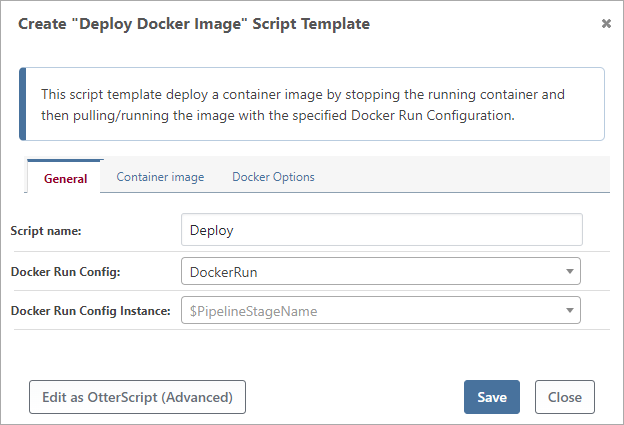 Create "Deploy Docker Image" Script Template
This script template deploy a container image by stopping the running container and
then pulling/running the image with the specified Docker Run Configuration.
General Container image Docker Options
Script name: Deploy
Docker Run Config: DockerRun
Docker Run Config Instance: $PipelineStageName
Edit as OtterScript (Advanced) Save Close